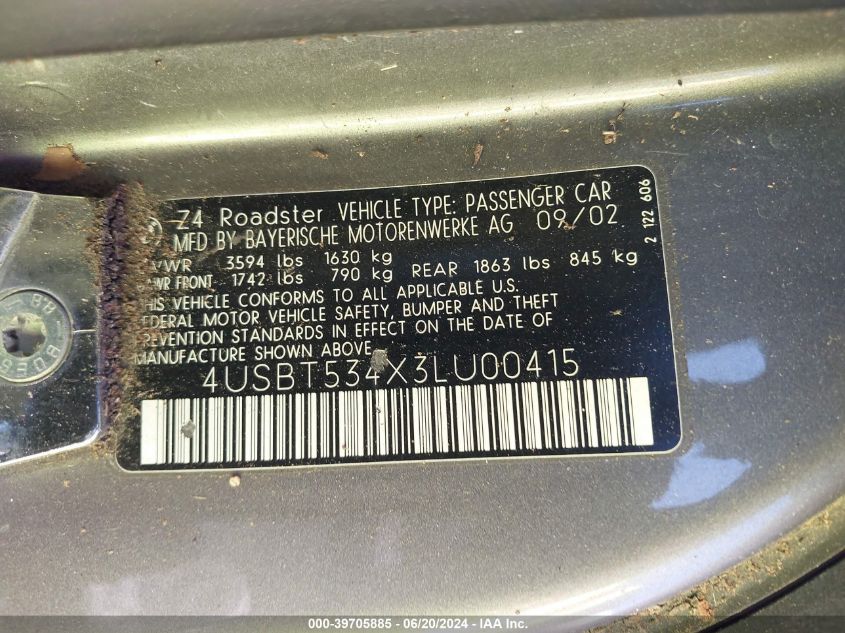 Z4 Roadster VEHICLE TYPE: PASSENGER CAR
MFD BY BAYERISCHE MOTORENWERKE AG 09/02
VWR 3594 lbs 1630 kg
WR FRONT 1742 lbs 790 kg REAR 1863 lbs 845 kg
HIS VEHICLE CONFORMS TO ALL APPLICABLE U.S.
EDERAL MOTOR VEHICLE SAFETY, BUMPER AND THEFT
REVENTION STANDARDS IN EFFECT ON THE DATE OF
MANUFACTURE SHOWN ABOVE
4USBT534X3LU00415
2 122 606
000-39705885 - 06/20/2024 - IAA Inc.